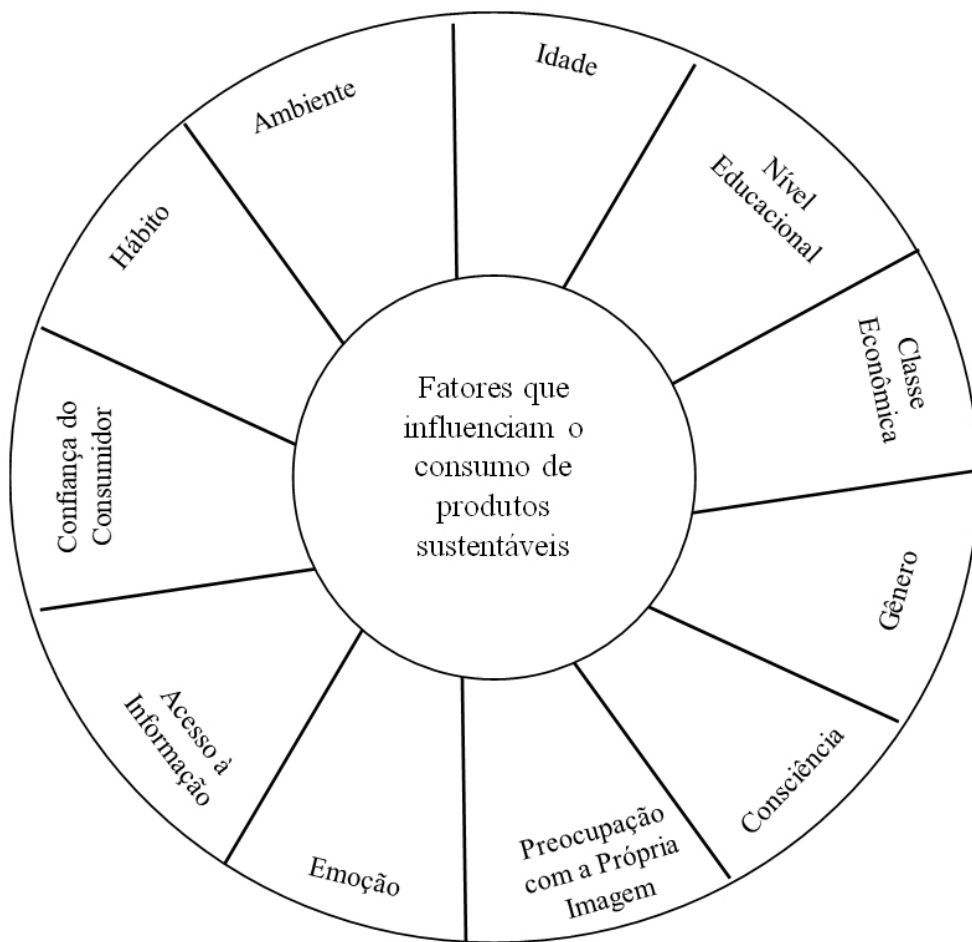 Fatores que
influenciam o
consumo de
produtos
sustentáveis
Idade
Nível
Educacional
Classe
Econômica
Gênero
Consciência
Preocupação
com a Própria
Imagem
Emoção
Acesso à
Informação
Confiança do
Consumidor
Hábito
Ambiente